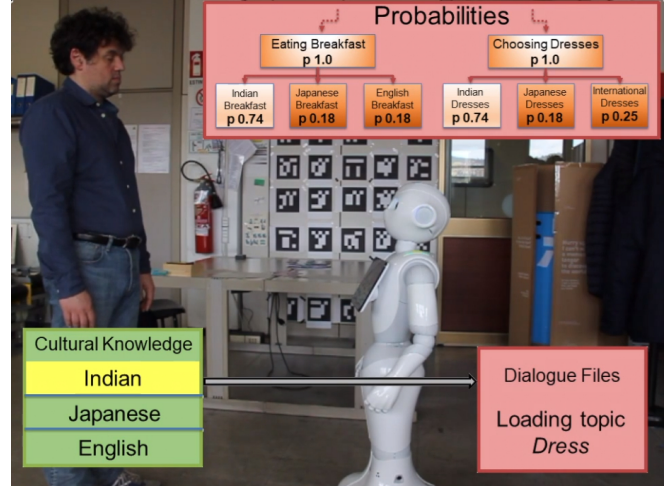 Probabilities
Eating Breakfast
p 1.0
Choosing Dresses
p 1.0
Indian
Breakfast
p 0.74
Japanese
Breakfast
p 0.18
English
Breakfast
p 0.18
Indian
Dresses
p 0.74
Japanese
Dresses
p 0.18
International
Dresses
p 0.25
Cultural Knowledge
Indian
Japanese
English
Dialogue Files
Loading topic
Dress